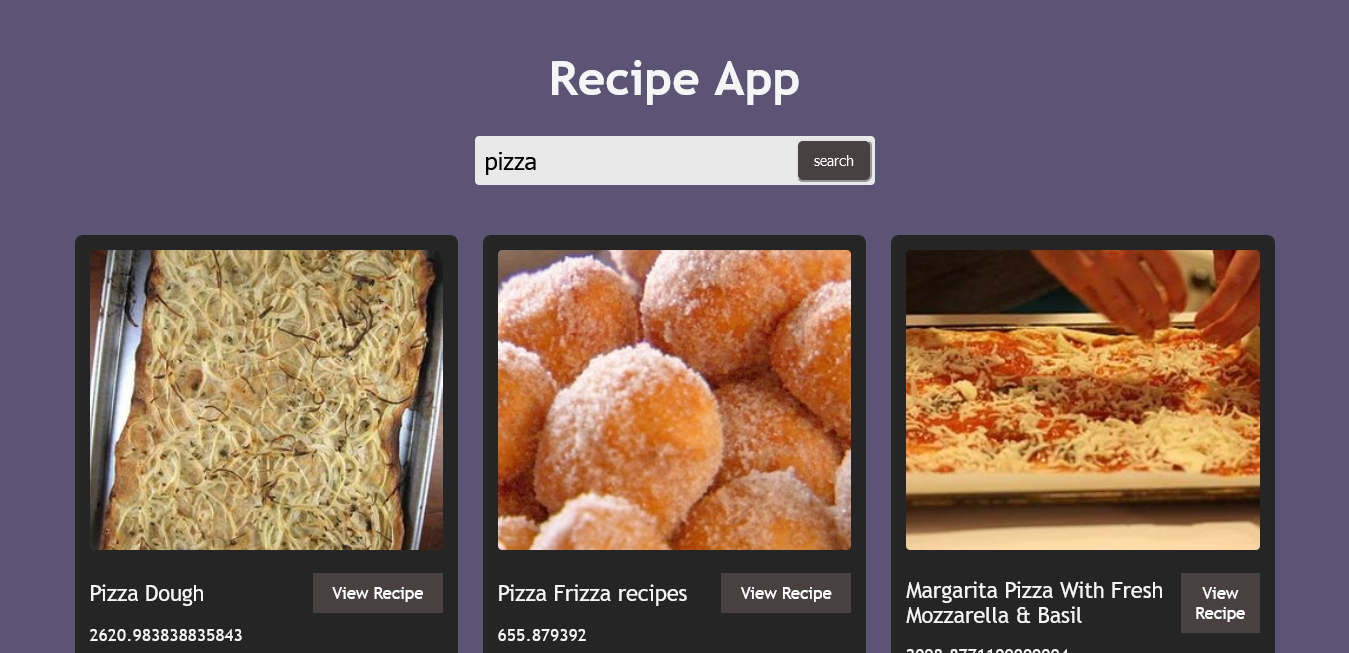 Recipe App
pizza
search
Pizza Dough
View Recipe
2620.983838835843
Pizza Frizza recipes
View Recipe
655.879392
Margarita Pizza With Fresh
Mozzarella & Basil
View
Recipe